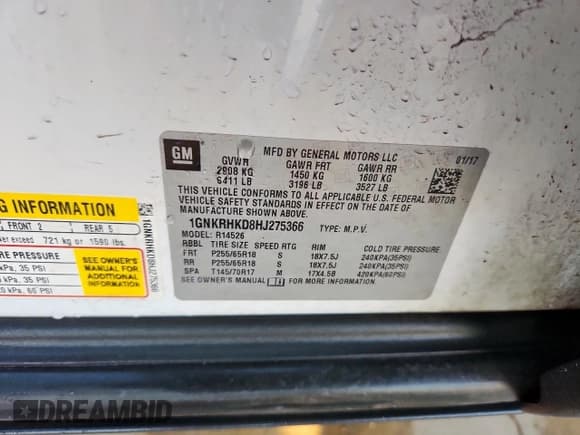 GM
MFD BY GENERAL MOTORS LLC
01/17
GVWR GAWR FRT GAWR RR
2908 KG 1450 KG 1600 KG
6411 LB 3196 LB 3527 LB
THIS VEHICLE CONFORMS TO ALL APPLICABLE U.S. FEDERAL MOTOR
VEHICLE SAFETY STANDARDS IN EFFECT ON THE DATE OF
MANUFACTURE SHOWN ABOVE.
1GNKRHKD8HJ275366 TYPE: M.P.V.
MODEL: R14526
RBBL TIRE SIZE SPEED RTG RIM COLD TIRE PRESSURE
FRT P255/65R18 S 18X7.5J 240KPA(35PSI)
RR P255/65R18 S 18X7.5J 240KPA(35PSI)
SPA T145/70R17 M 17X4.5B 420KPA(60PSI)
SEE OWNER'S MANUAL FOR MORE INFORMATION.
G INFORMATION
FRONT 2 REAR 5
exceed 721 kg or 1590 lbs.
E PRESSURE
kPa, 35 PSI
kPa, 35 PSI
kPa, 60 PSI
SEE OWNER'S
MANUAL FOR
ADDITIONAL
INFORMATION
1GNKRHKD8HJ275366
DREAMBID